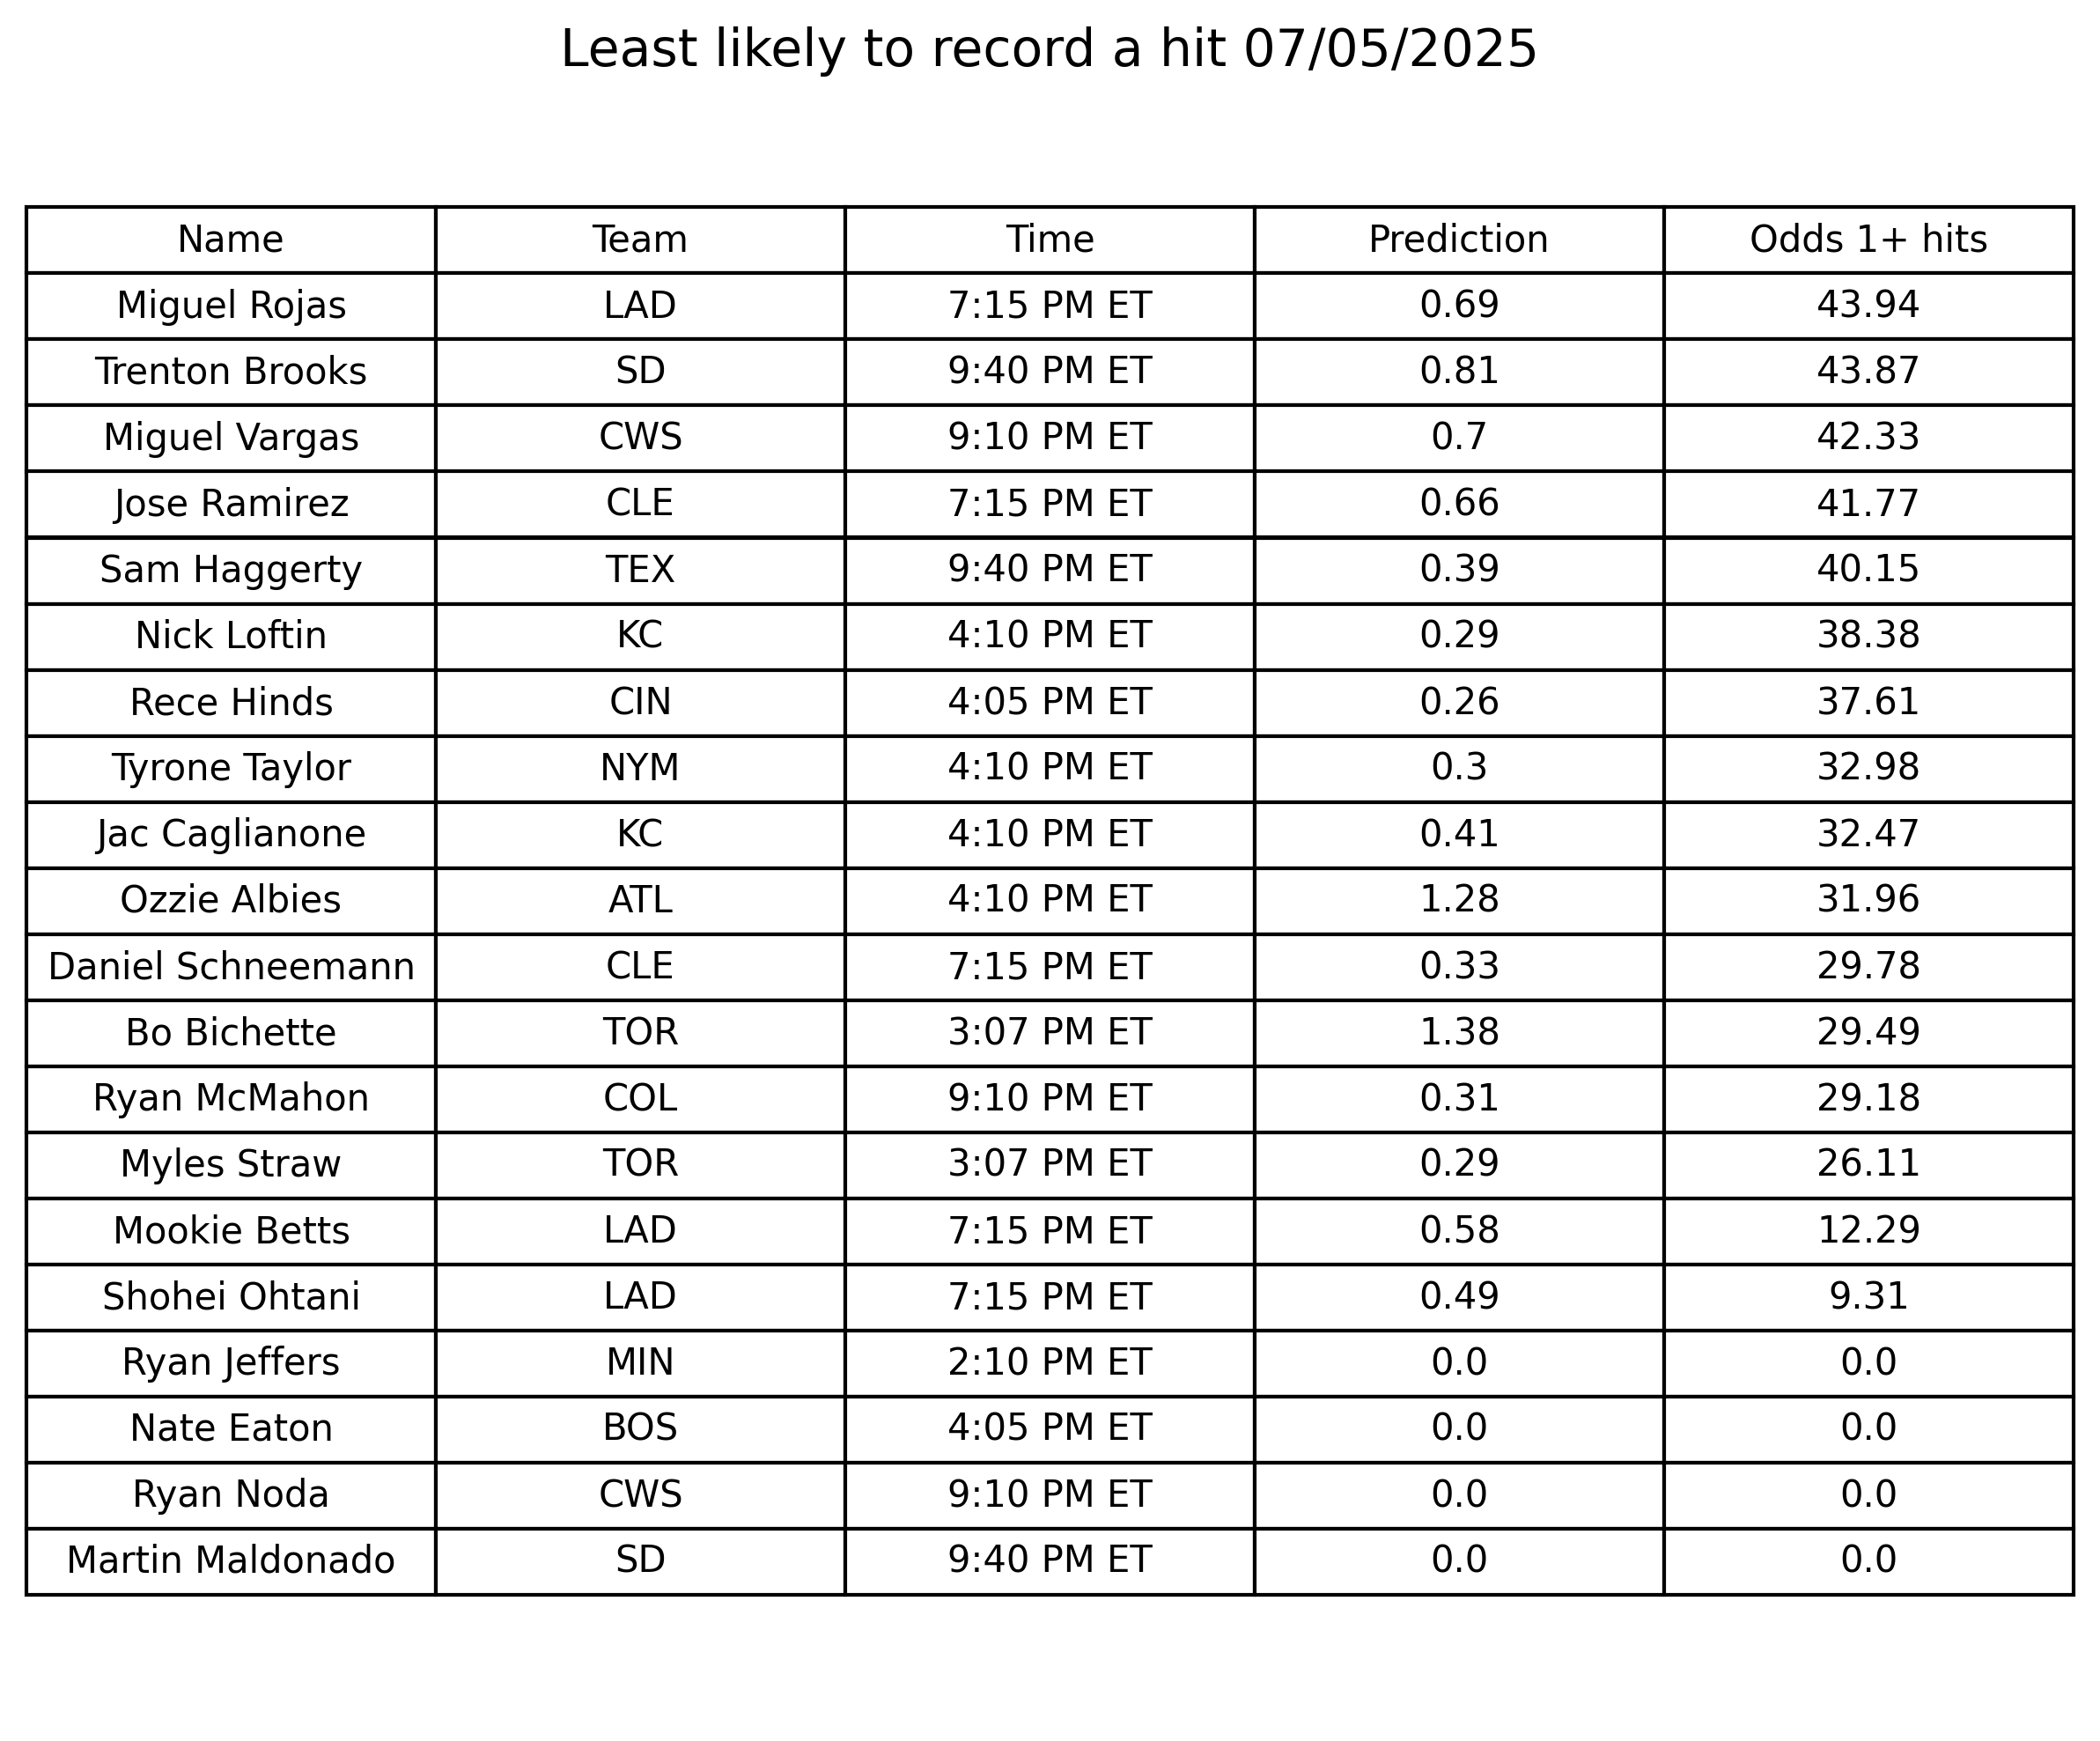 Least likely to record a hit 07/05/2025
Name Team Time Prediction Odds 1+ hits
Miguel Rojas LAD 7:15 PM ET 0.69 43.94
Trenton Brooks SD 9:40 PM ET 0.81 43.87
Miguel Vargas CWS 9:10 PM ET 0.7 42.33
Jose Ramirez CLE 7:15 PM ET 0.66 41.77
Sam Haggerty TEX 9:40 PM ET 0.39 40.15
Nick Loftin KC 4:10 PM ET 0.29 38.38
Rece Hinds CIN 4:05 PM ET 0.26 37.61
Tyrone Taylor NYM 4:10 PM ET 0.3 32.98
Jac Caglianone KC 4:10 PM ET 0.41 32.47
Ozzie Albies ATL 4:10 PM ET 1.28 31.96
Daniel Schneemann CLE 7:15 PM ET 0.33 29.78
Bo Bichette TOR 3:07 PM ET 1.38 29.49
Ryan McMahon COL 9:10 PM ET 0.31 29.18
Myles Straw TOR 3:07 PM ET 0.29 26.11
Mookie Betts LAD 7:15 PM ET 0.58 12.29
Shohei Ohtani LAD 7:15 PM ET 0.49 9.31
Ryan Jeffers MIN 2:10 PM ET 0.0 0.0
Nate Eaton BOS 4:05 PM ET 0.0 0.0
Ryan Noda CWS 9:10 PM ET 0.0 0.0
Martin Maldonado SD 9:40 PM ET 0.0 0.0